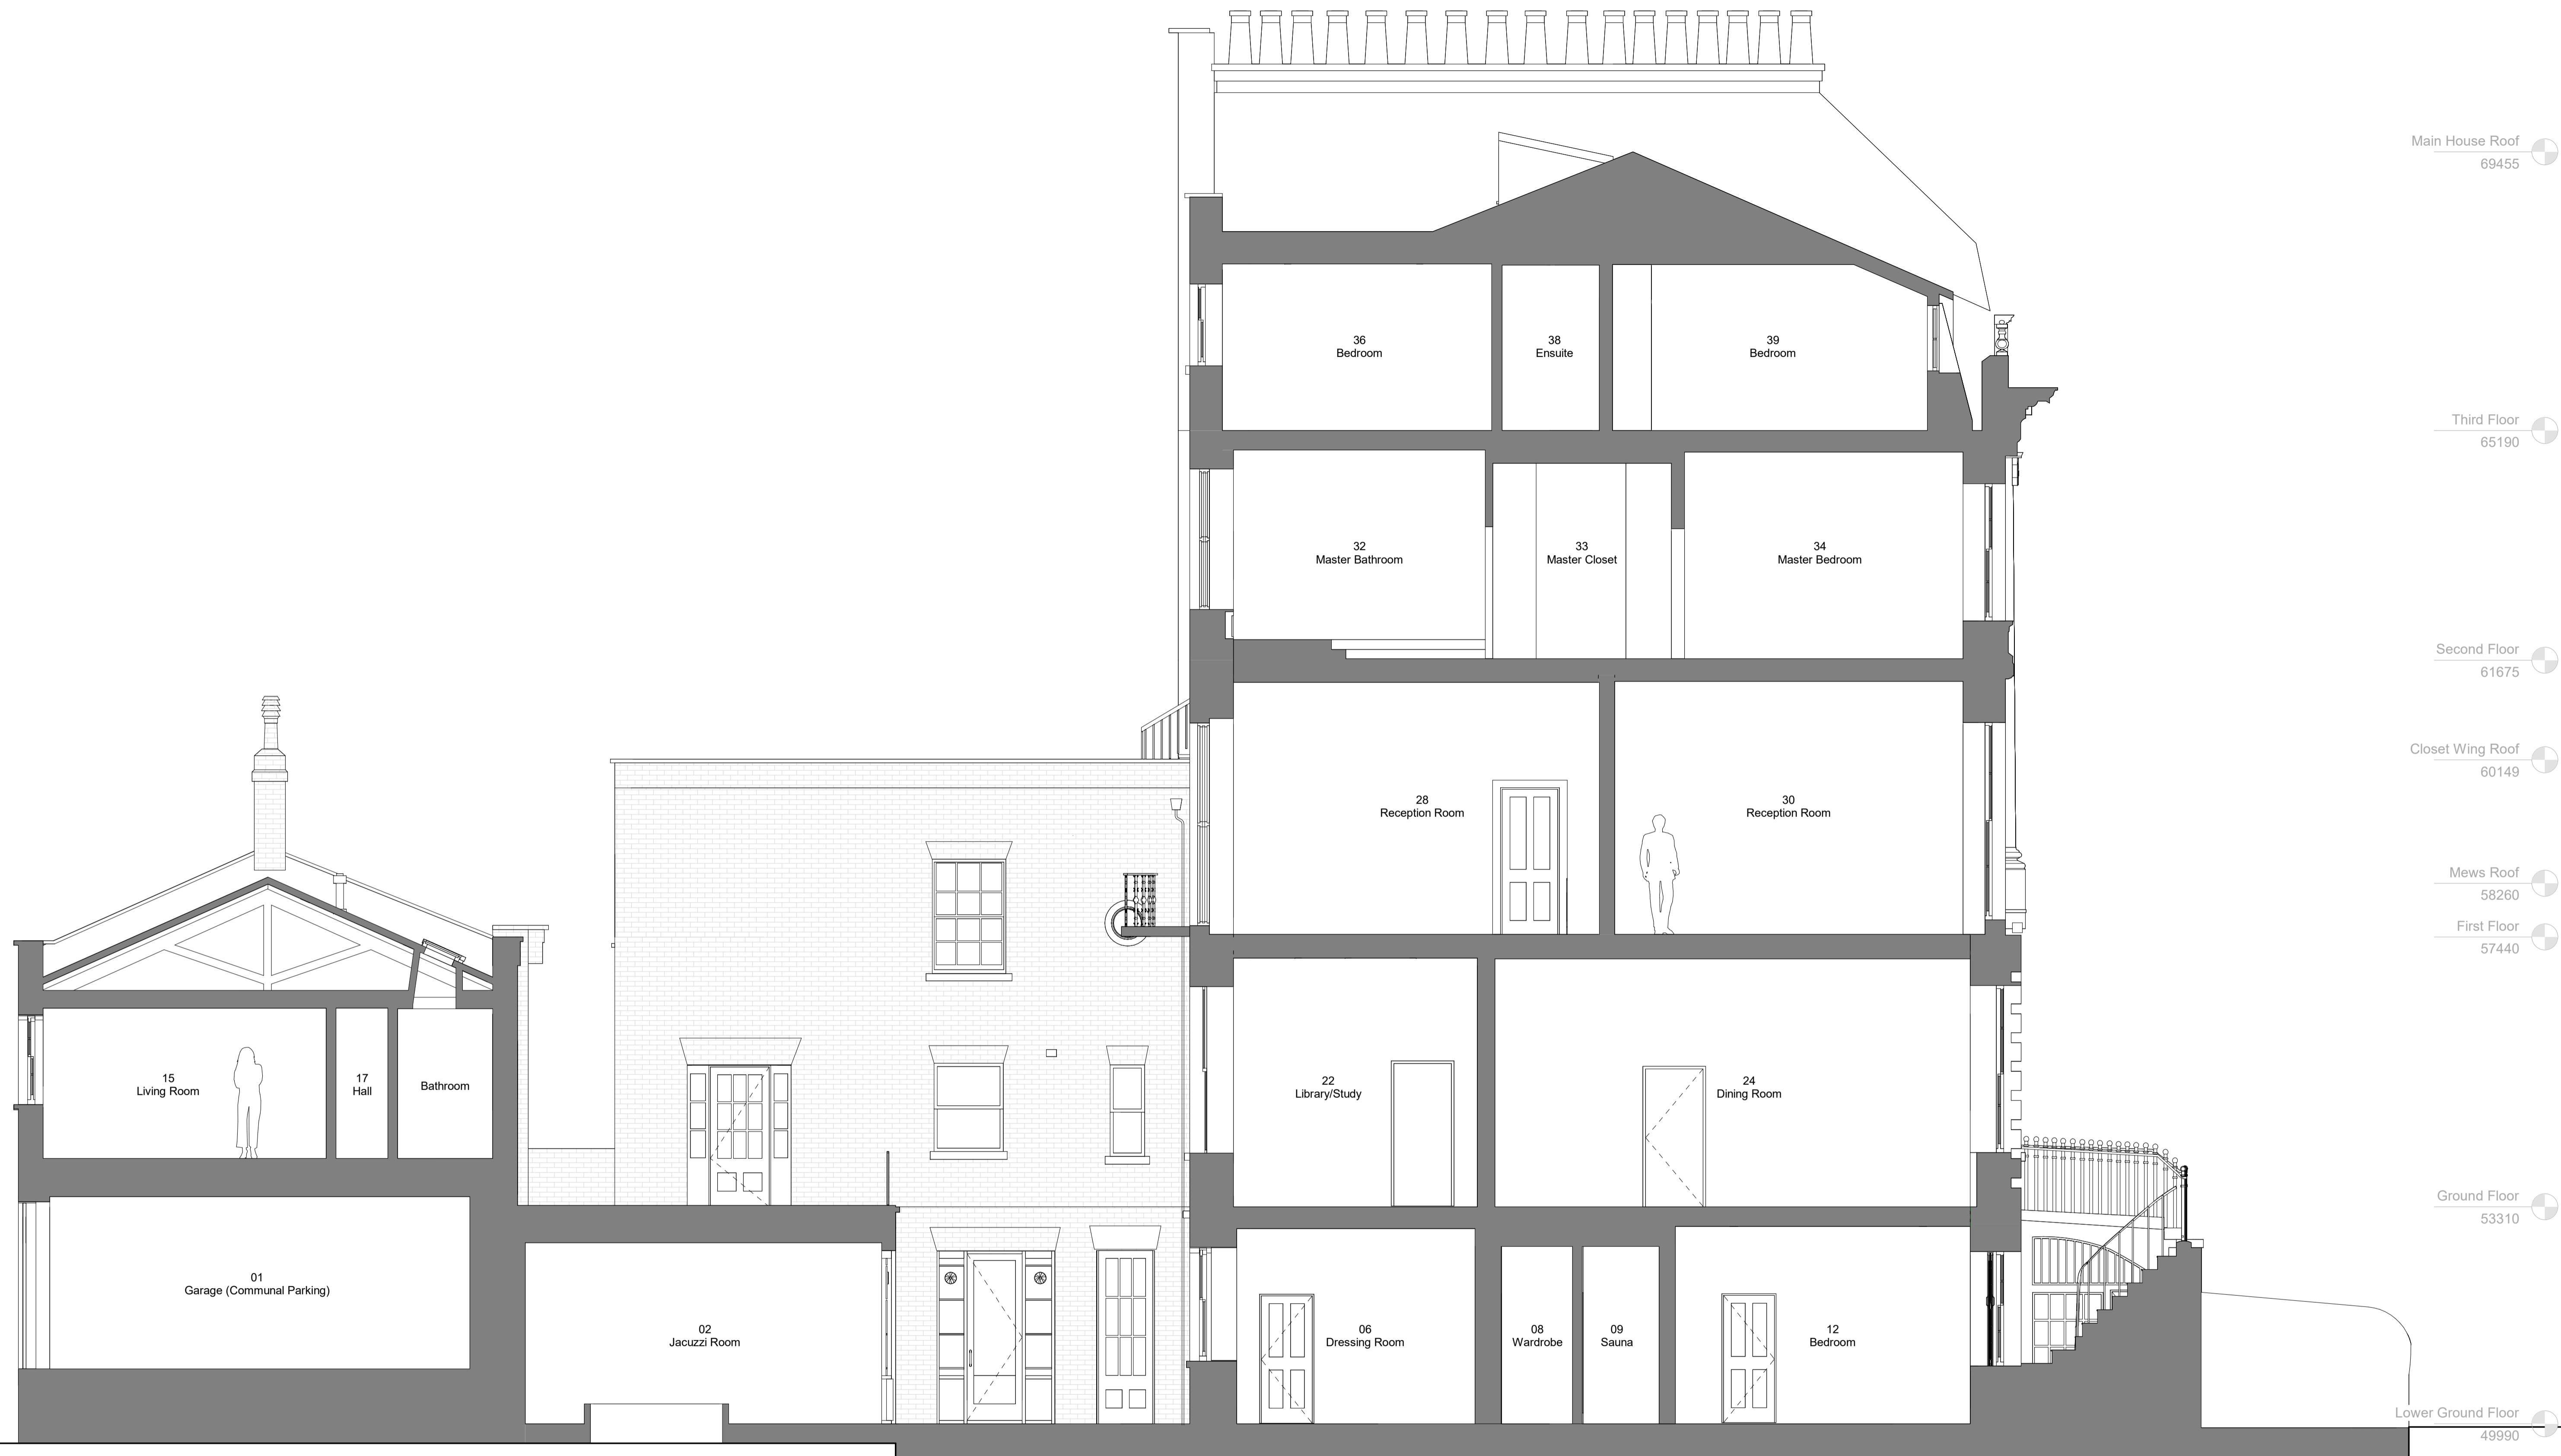 Main House Roof
69455
36
Bedroom
38
Ensuite
39
Bedroom
Third Floor
65190
32
Master Bathroom
33
Master Closet
34
Master Bedroom
Second Floor
61675
Closet Wing Roof
60149
28
Reception Room
30
Reception Room
Mews Roof
58260
First Floor
57440
15
Living Room
17
Hall
Bathroom
22
Library/Study
24
Dining Room
Ground Floor
53310
01
Garage (Communal Parking)
02
Jacuzzi Room
06
Dressing Room
08
Wardrobe
09
Sauna
12
Bedroom
Lower Ground Floor
49990